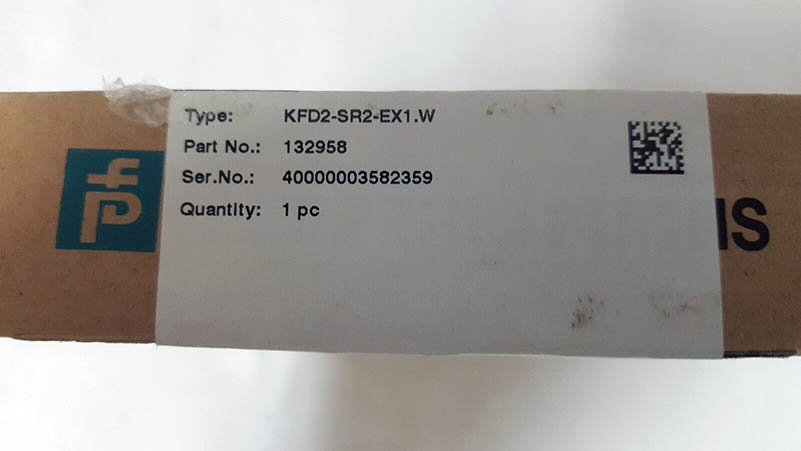 Type: KFD2-SR2-EX1.W
Part No.: 132958
Ser.No.: 40000003582359
Quantity: 1 pc